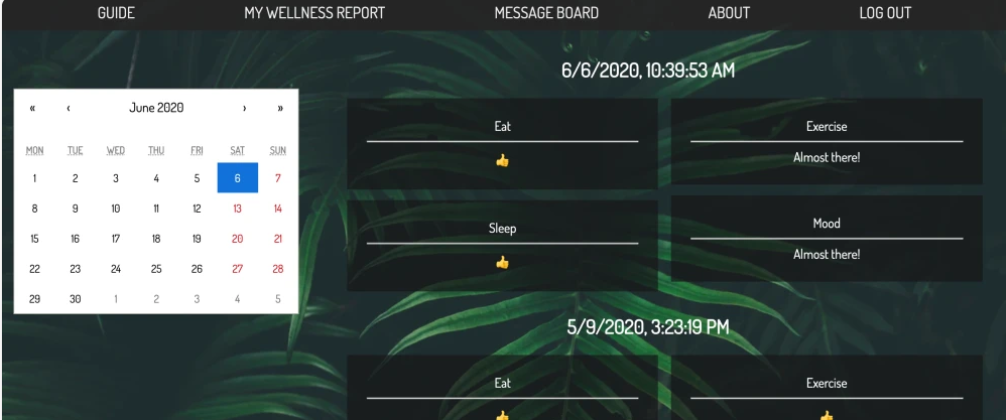 GUIDE MY WELLNESS REPORT MESSAGE BOARD ABOUT LOG OUT
« ‹ June 2020 › »
MON TUE WED THU FRI SAT SUN
1 2 3 4 5 6 7
8 9 10 11 12 13 14
15 16 17 18 19 20 21
22 23 24 25 26 27 28
29 30 1 2 3 4 5
6/6/2020, 10:39:53 AM
Eat
👍
Exercise
Almost there!
Sleep
👍
Mood
Almost there!
5/9/2020, 3:23:19 PM
Eat
👍
Exercise
👍